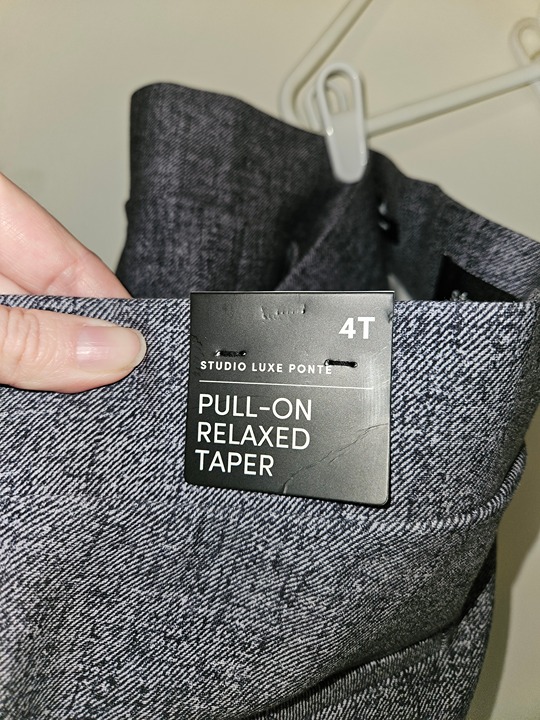 4T
STUDIO LUXE PONTE
PULL-ON
RELAXED
TAPER